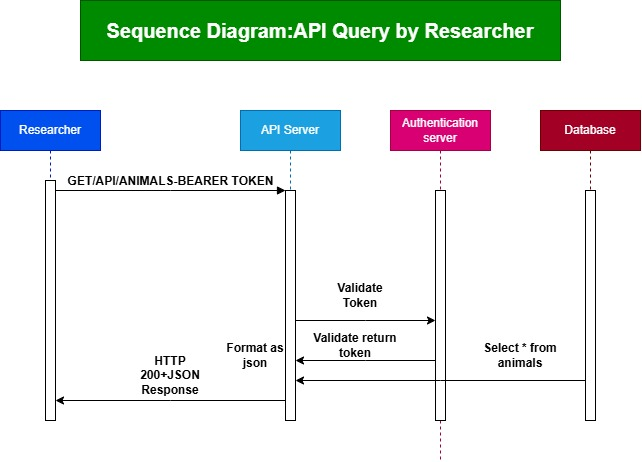 Sequence Diagram:API Query by Researcher
Researcher
API Server
Authentication
server
Database
GET/API/ANIMALS-BEARER TOKEN
Validate
Token
Validate return
token
Format as
json
Select * from
animals
HTTP
200+JSON
Response